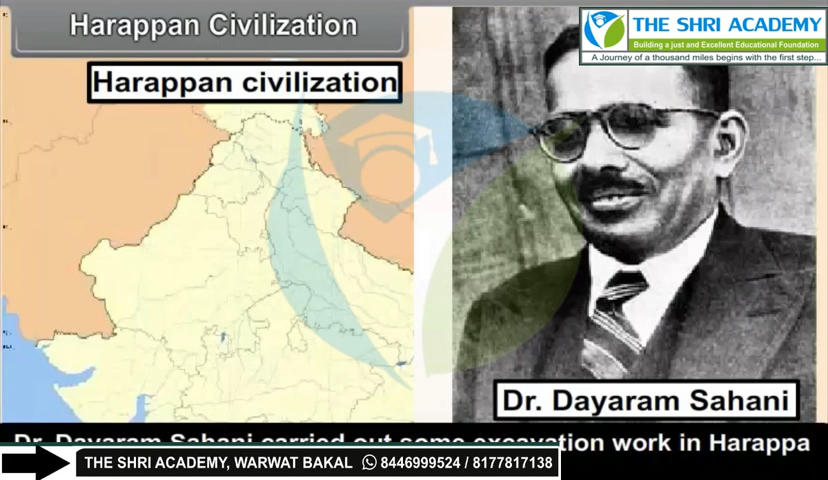 Harappan Civilization
THE SHRI ACADEMY
Building a just and Excellent Educational Foundation
A Journey of a thousand miles begins with the first step...
Harappan civilization
Dr. Dayaram Sahani
Dr. Dayaram Sahani carried out some excavation work in Harappa
THE SHRI ACADEMY, WARWAT BAKAL 8446999524 / 8177817138